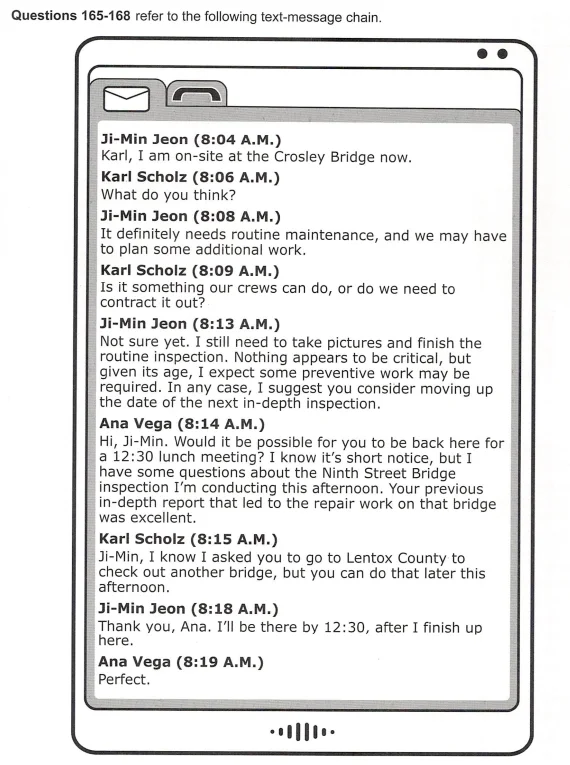 Questions 165-168 refer to the following text-message chain.
Ji-Min Jeon (8:04 A.M.)
Karl, I am on-site at the Crosley Bridge now.
Karl Scholz (8:06 A.M.)
What do you think?
Ji-Min Jeon (8:08 A.M.)
It definitely needs routine maintenance, and we may have
to plan some additional work.
Karl Scholz (8:09 A.M.)
Is it something our crews can do, or do we need to
contract it out?
Ji-Min Jeon (8:13 A.M.)
Not sure yet. I still need to take pictures and finish the
routine inspection. Nothing appears to be critical, but
given its age, I expect some preventive work may be
required. In any case, I suggest you consider moving up
the date of the next in-depth inspection.
Ana Vega (8:14 A.M.)
Hi, Ji-Min. Would it be possible for you to be back here for
a 12:30 lunch meeting? I know it's short notice, but I
have some questions about the Ninth Street Bridge
inspection I'm conducting this afternoon. Your previous
in-depth report that led to the repair work on that bridge
was excellent.
Karl Scholz (8:15 A.M.)
Ji-Min, I know I asked you to go to Lentox County to
check out another bridge, but you can do that later this
afternoon.
Ji-Min Jeon (8:18 A.M.)
Thank you, Ana. I'll be there by 12:30, after I finish up
here.
Ana Vega (8:19 A.M.)
Perfect.